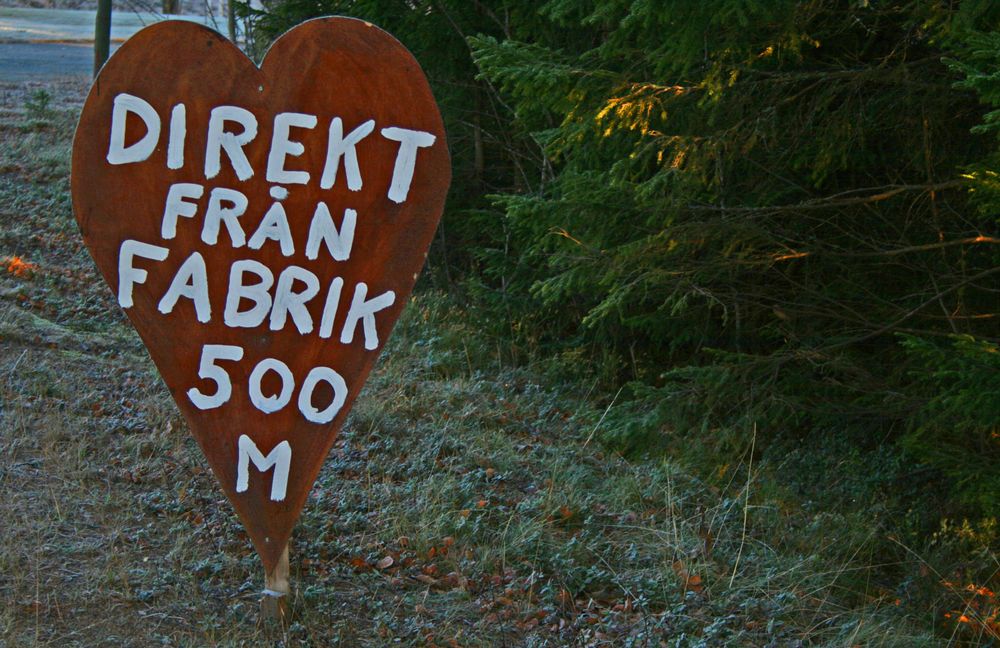 DIREKT
FRÅN
FABRIK
500
M